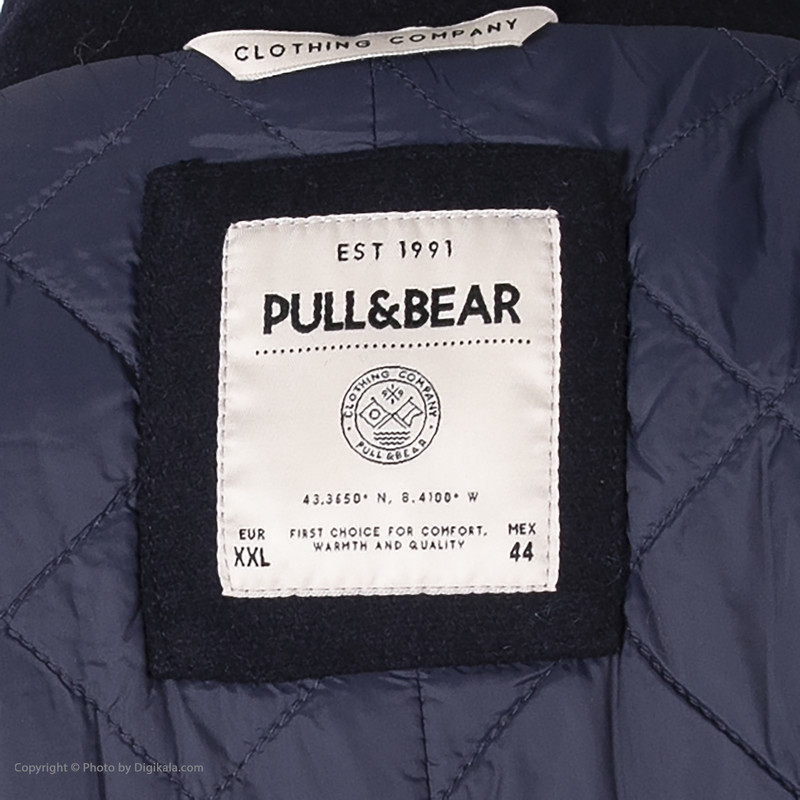 CLOTHING COMPANY
EST 1991
PULL&BEAR
CLOTHING COMPANY
PULL & BEAR
43.3650° N, 8.4100° W
EUR
XXL
FIRST CHOICE FOR COMFORT,
WARMTH AND QUALITY
MEX
44
Copyright © Photo by Digikala.com